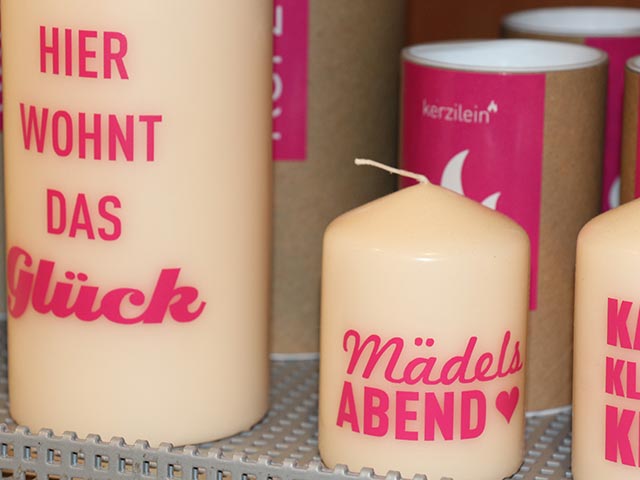 HIER
WOHNT
DAS
Glück
kerzilein
Mädels
ABEND